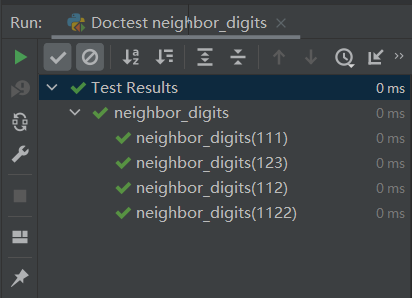 Run: Doctest neighbor_digits
Test Results 0 ms
neighbor_digits 0 ms
neighbor_digits(111) 0 ms
neighbor_digits(123) 0 ms
neighbor_digits(112) 0 ms
neighbor_digits(1122) 0 ms